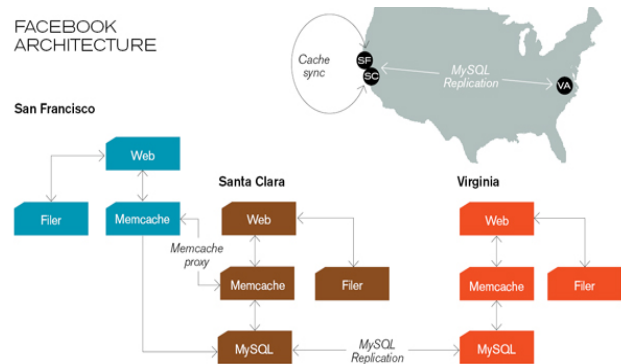 FACEBOOK
ARCHITECTURE
Cache
sync
SF
SC
MySQL
Replication
VA
San Francisco
Web
Filer
Memcache
Memcache
proxy
Santa Clara
Web
Memcache
Filer
MySQL
MySQL
Replication
Virginia
Web
Memcache
Filer
MySQL